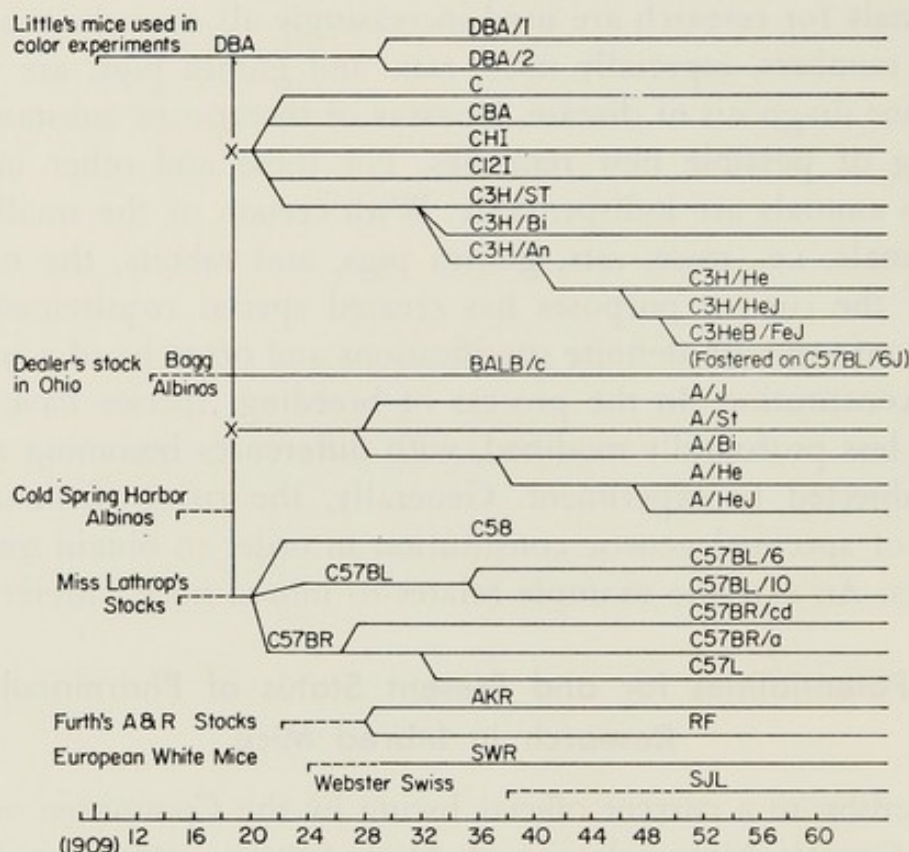 Little's mice used in
color experiments
DBA
DBA/1
DBA/2
C
CBA
CHI
C12I
C3H/ST
C3H/Bi
C3H/An
C3H/He
C3H/HeJ
C3HeB/FeJ
(Fostered on C57BL/6J)
Dealer's stock
in Ohio
Bagg
Albinos
BALB/c
X
X
A/J
A/St
A/Bi
A/He
A/HeJ
Cold Spring Harbor
Albinos
C58
Miss Lathrop's
Stocks
C57BL
C57BL/6
C57BL/10
C57BR
C57BR/cd
C57BR/a
C57L
Furth's A & R Stocks
AKR
RF
European White Mice
SWR
Webster Swiss
SJL
(1909) 12 16 20 24 28 32 36 40 44 48 52 56 60